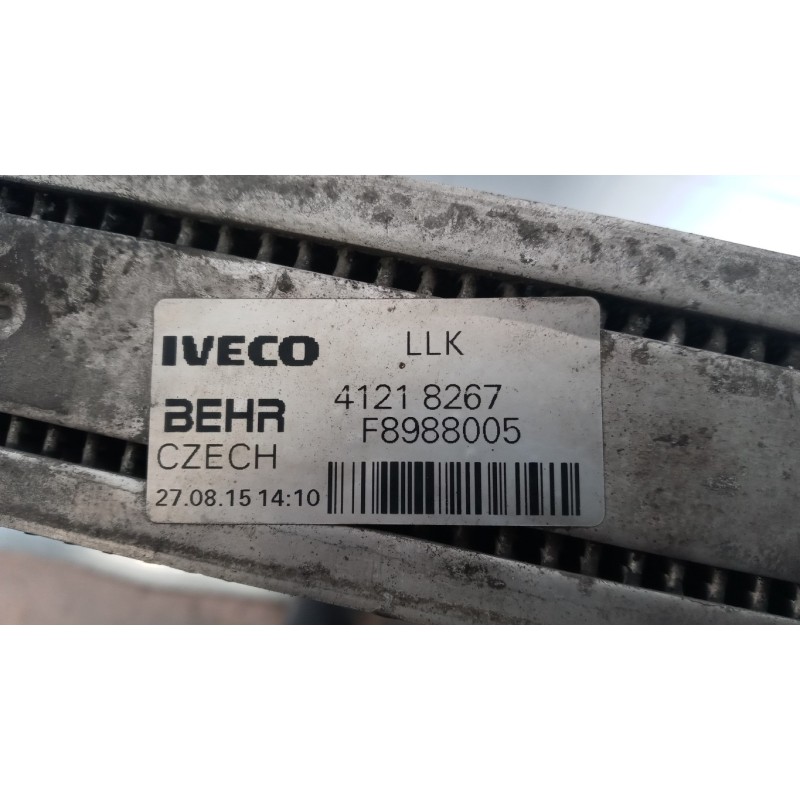 IVECO LLK
BEHR 4121 8267
F8988005
CZECH
27.08.15 14:10